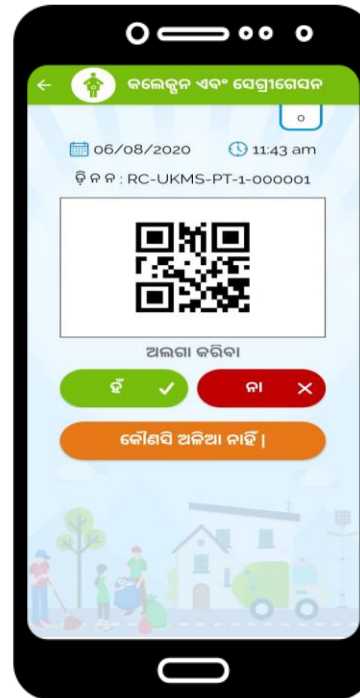 କଲେକ୍ସନ ଏବଂ ସେଗ୍ରୀଗେସନ
୦
06/08/2020 11:43 am
ଡ଼ି ନ ନ : RC-UKMS-PT-1-000001
ଅଲଗା କରିବା
ହଁ ନା
କୌଣସି ଅଳିଆ ନାହିଁ |